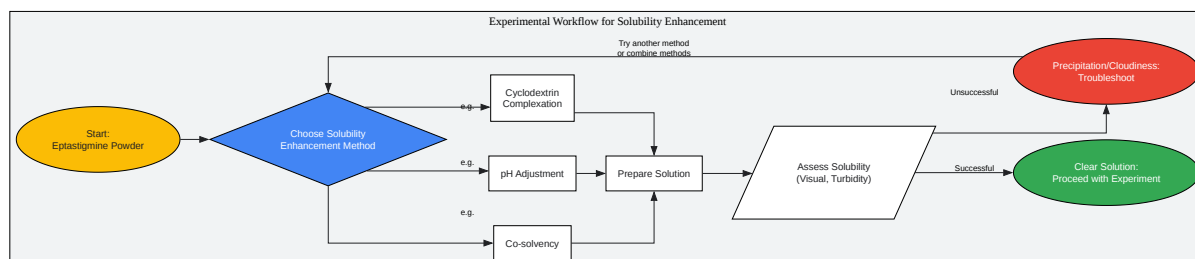 Experimental Workflow for Solubility Enhancement
Try another method
or combine methods
Precipitation/Cloudiness:
Troubleshoot
Unsuccessful
Cyclodextrin
Complexation
e.g.
Start:
Eptastigmine Powder
Choose Solubility
Enhancement Method
e.g.
pH Adjustment
Prepare Solution
Assess Solubility
(Visual, Turbidity)
Successful
Clear Solution:
Proceed with Experiment
e.g.
Co-solvency